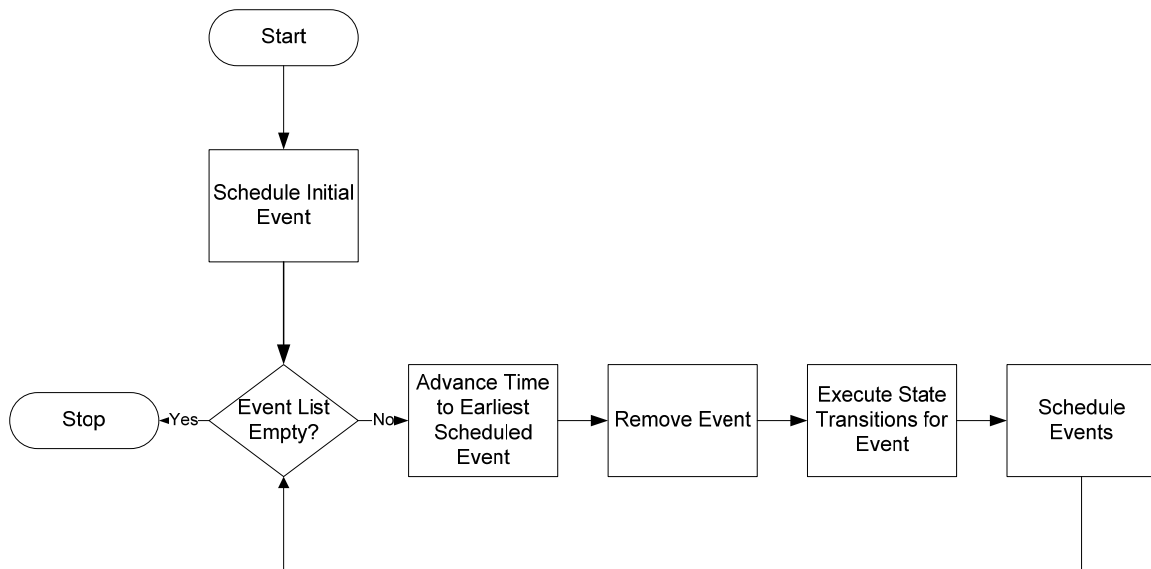 Start
Schedule Initial
Event
Stop
Yes
Event List
Empty?
No
Advance Time
to Earliest
Scheduled
Event
Remove Event
Execute State
Transitions for
Event
Schedule
Events